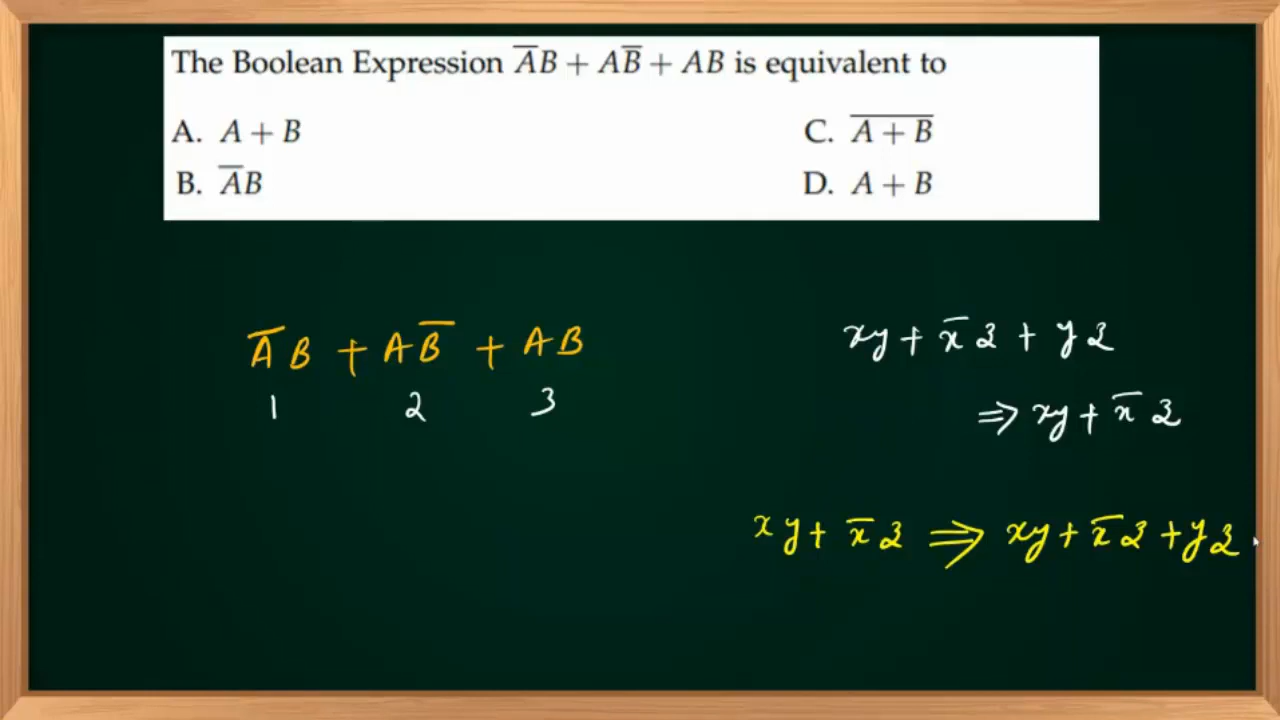 The Boolean Expression A̅B + AB̅ + AB is equivalent to
A. A + B
C. A̅ ̅+̅ ̅B̅
B. A̅B
D. A + B
A̅B + AB̅ + AB
1 2 3
xy + x̅z + yz
⇒ xy + x̅z
xy + x̅z ⇒ xy + x̅z + yz